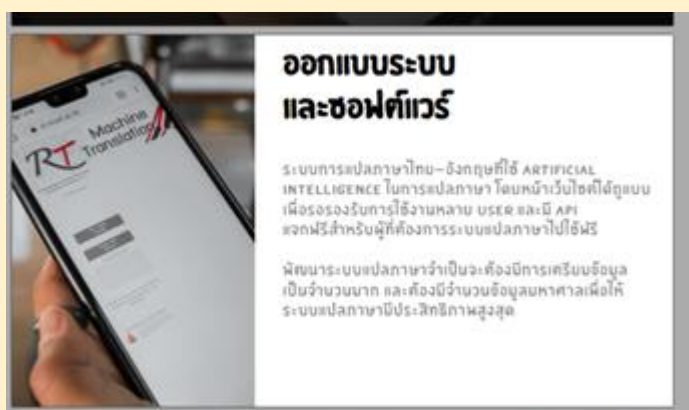 RT Machine
Translation
ออกแบบระบบ
และซอฟต์แวร์
ระบบการแปลภาษาไทย-อังกฤษที่ใช้ ARTIFICIAL
INTELLIGENCE ในการแปลภาษา โดยหน้าเว็บไซต์ได้ถูกแบบ
เพื่อรองรับการใช้งานหลาย USER และมี API
แจกฟรีสำหรับผู้ที่ต้องการระบบแปลภาษาไปใช้ฟรี
พัฒนาระบบแปลภาษาจำเป็นจะต้องมีการเตรียมข้อมูล
เป็นจำนวนมาก และต้องมีจำนวนข้อมูลมหาศาลเพื่อให้
ระบบแปลภาษามีประสิทธิภาพสูงสุด